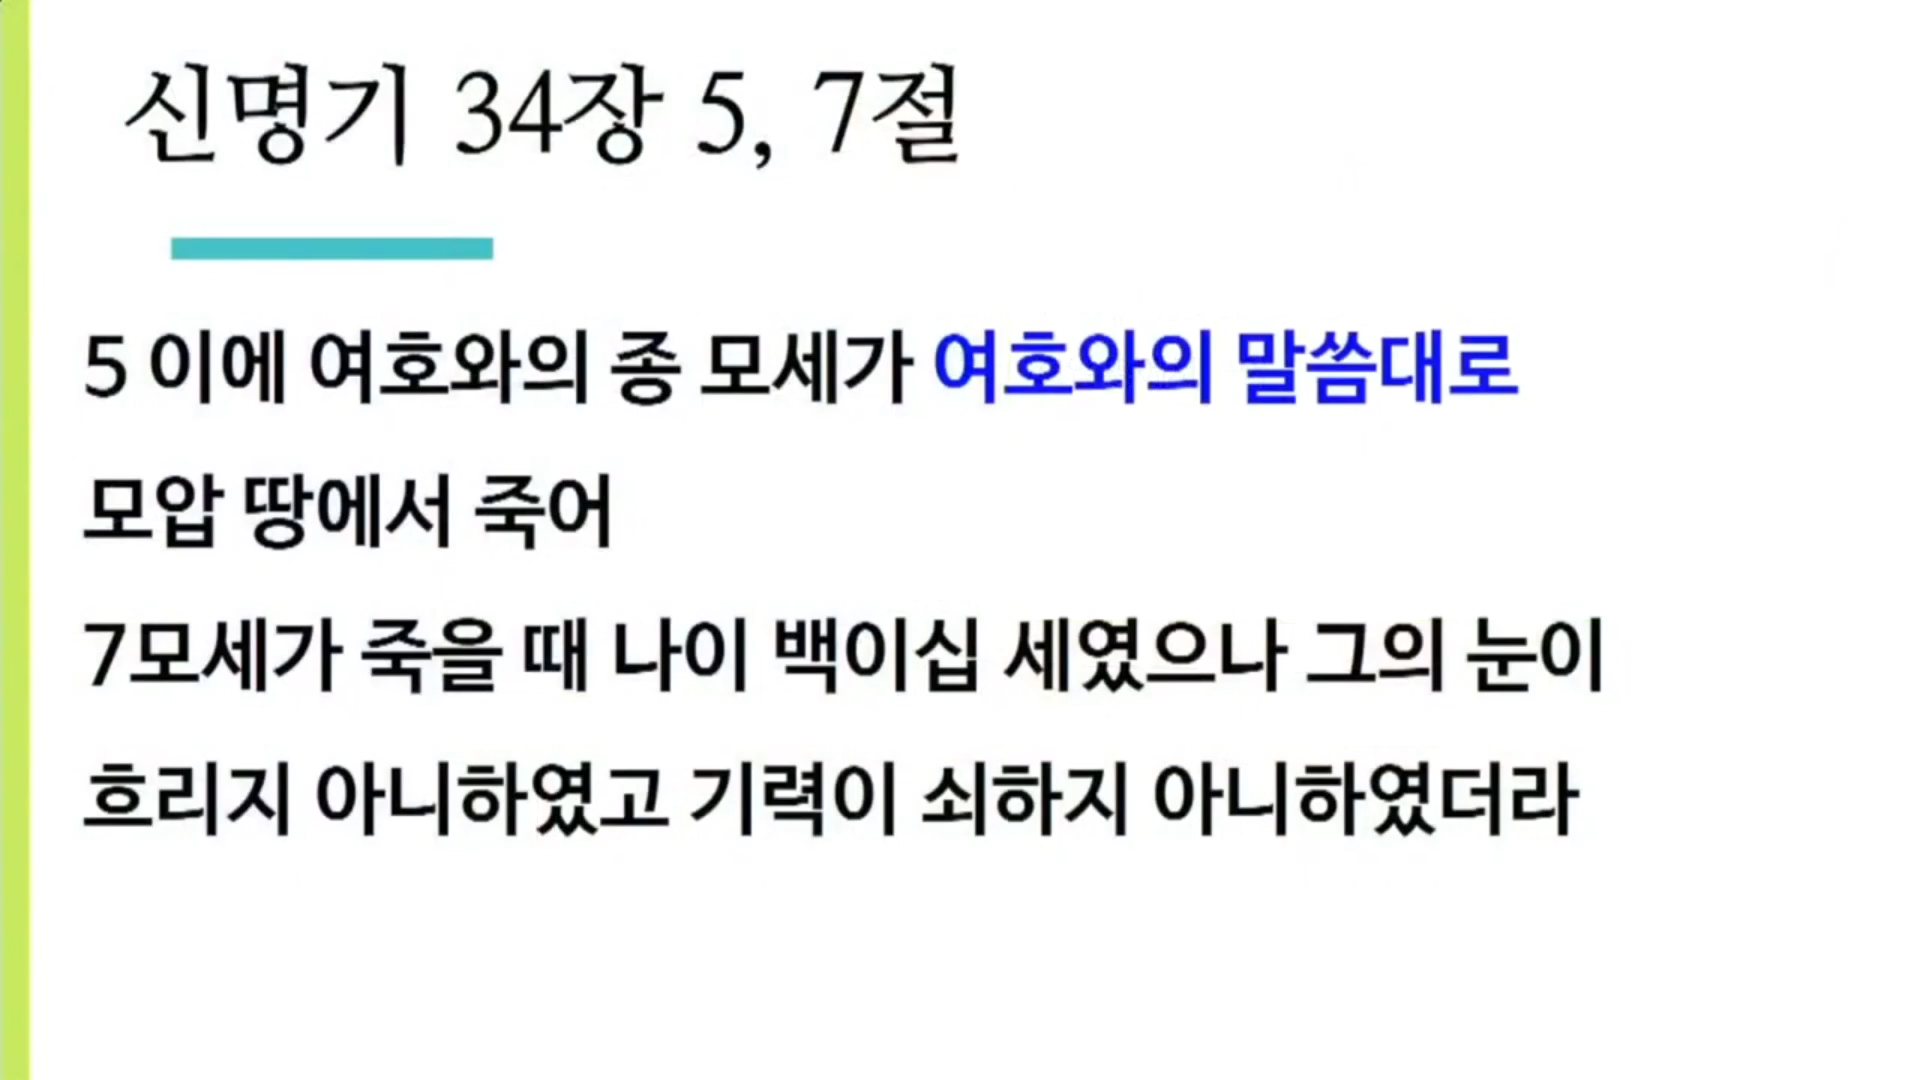 신명기 34장 5, 7절
5 이에 여호와의 종 모세가 여호와의 말씀대로
모압 땅에서 죽어
7모세가 죽을 때 나이 백이십 세였으나 그의 눈이
흐리지 아니하였고 기력이 쇠하지 아니하였더라